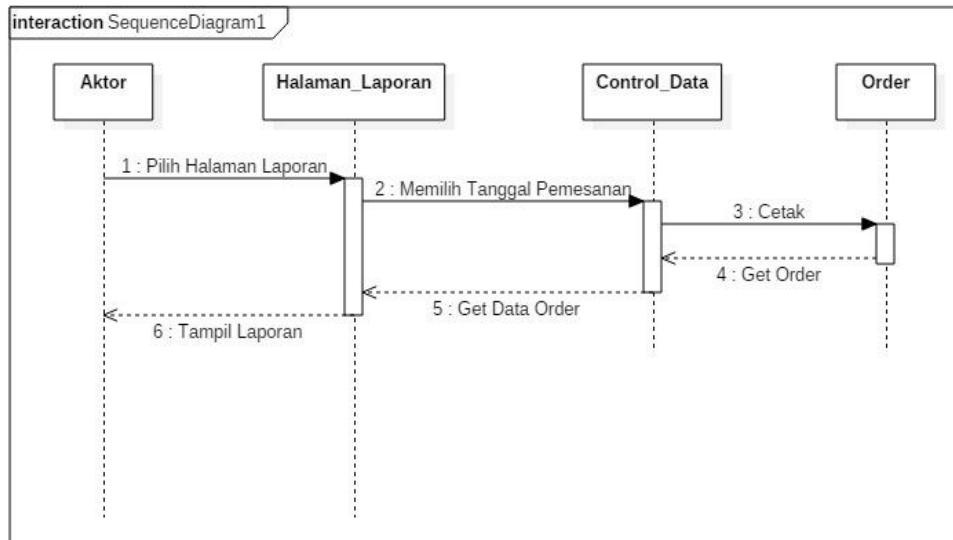 interaction SequenceDiagram1
Aktor
Halaman_Laporan
Control_Data
Order
1 : Pilih Halaman Laporan
2 : Memilih Tanggal Pemesanan
3 : Cetak
4 : Get Order
5 : Get Data Order
6 : Tampil Laporan